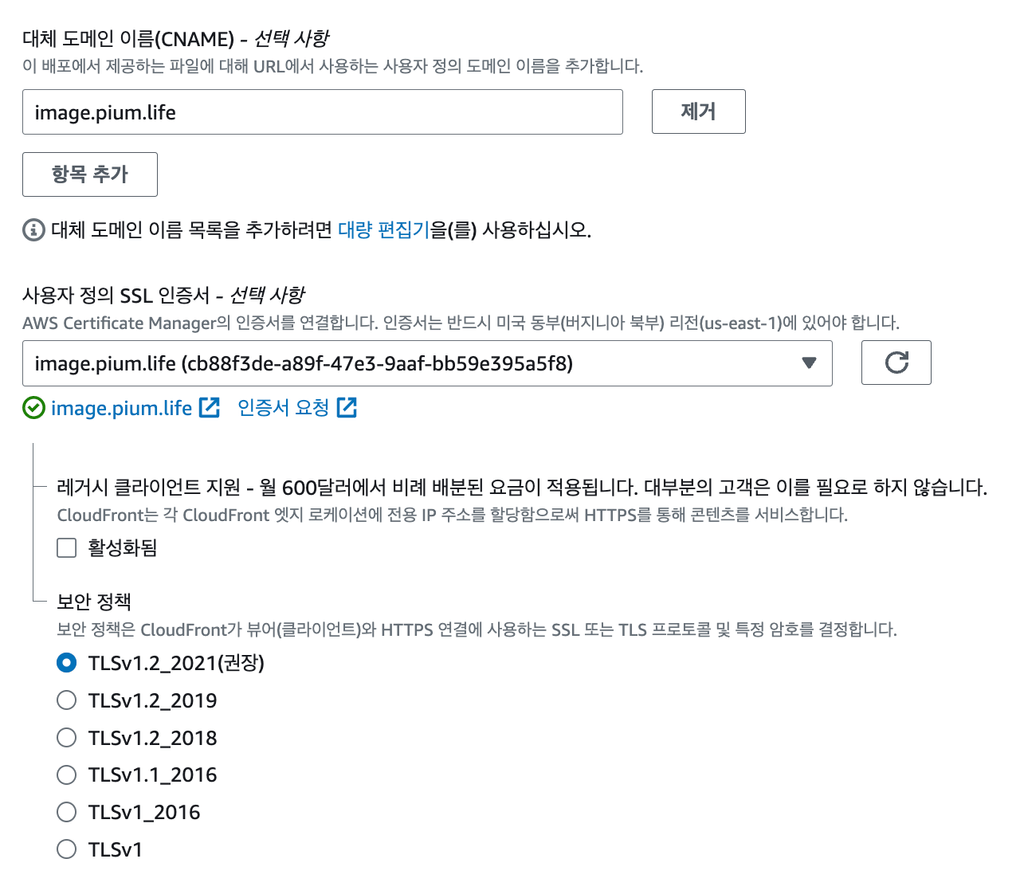 대체 도메인 이름(CNAME) - 선택 사항
이 배포에서 제공하는 파일에 대해 URL에서 사용하는 사용자 정의 도메인 이름을 추가합니다.
image.pium.life
제거
항목 추가
대체 도메인 이름 목록을 추가하려면 대량 편집기을(를) 사용하십시오.
사용자 정의 SSL 인증서 - 선택 사항
AWS Certificate Manager의 인증서를 연결합니다. 인증서는 반드시 미국 동부(버지니아 북부) 리전(us-east-1)에 있어야 합니다.
image.pium.life (cb88f3de-a89f-47e3-9aaf-bb59e395a5f8)
image.pium.life 인증서 요청
레거시 클라이언트 지원 - 월 600달러에서 비례 배분된 요금이 적용됩니다. 대부분의 고객은 이를 필요로 하지 않습니다.
CloudFront는 각 CloudFront 엣지 로케이션에 전용 IP 주소를 할당함으로써 HTTPS를 통해 콘텐츠를 서비스합니다.
활성화됨
보안 정책
보안 정책은 CloudFront가 뷰어(클라이언트)와 HTTPS 연결에 사용하는 SSL 또는 TLS 프로토콜 및 특정 암호를 결정합니다.
TLSv1.2_2021(권장)
TLSv1.2_2019
TLSv1.2_2018
TLSv1.1_2016
TLSv1_2016
TLSv1